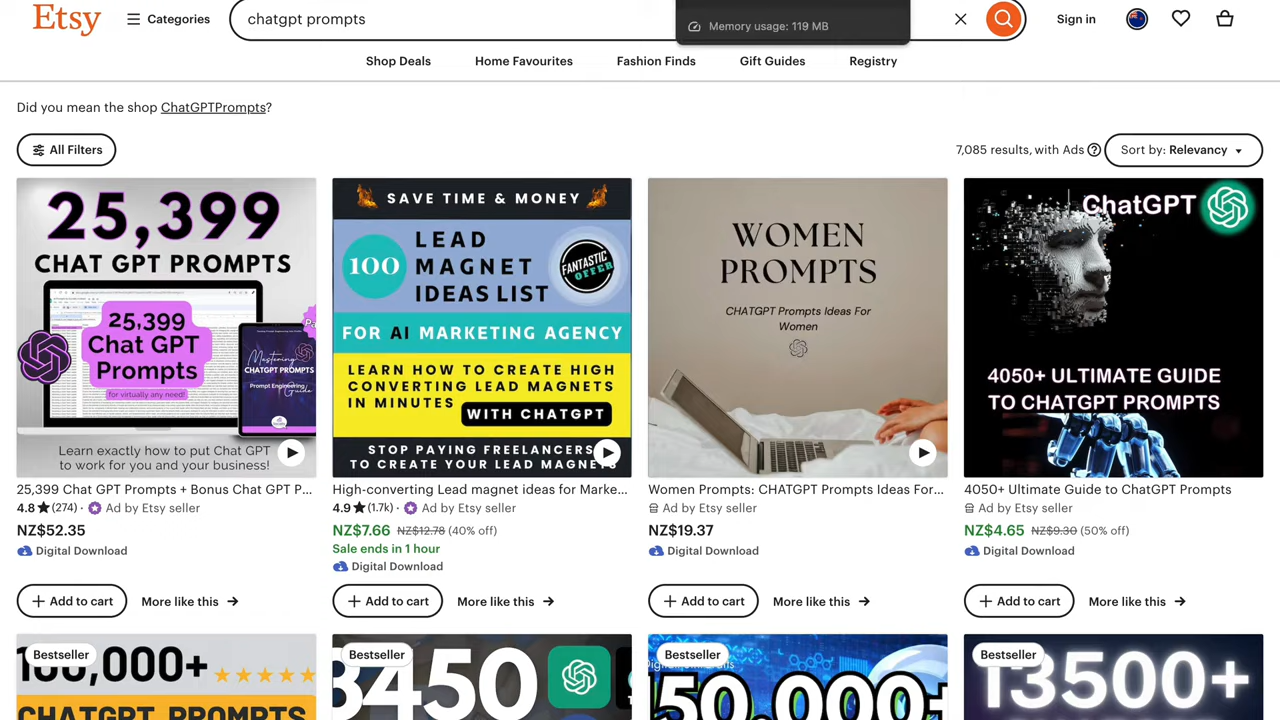 Etsy
Categories
chatgpt prompts
Memory usage: 119 MB
Sign in
Shop Deals
Home Favourites
Fashion Finds
Gift Guides
Registry
Did you mean the shop ChatGPTPrompts?
All Filters
7,085 results, with Ads
Sort by: Relevancy
25,399
CHAT GPT PROMPTS
25,399
Chat GPT
Prompts
for virtually any need!
Mastering
CHATGPT PROMPTS
Prompt Engineering
Guide
Learn exactly how to put Chat GPT
to work for you and your business!
SAVE TIME & MONEY
100
LEAD
MAGNET
IDEAS LIST
FANTASTIC
OFFER
FOR AI MARKETING AGENCY
LEARN HOW TO CREATE HIGH
CONVERTING LEAD MAGNETS
IN MINUTES
WITH CHATGPT
STOP PAYING FREELANCERS
TO CREATE YOUR LEAD MAGNETS
WOMEN
PROMPTS
CHATGPT Prompts Ideas For
Women
ChatGPT
4050+ ULTIMATE GUIDE
TO CHATGPT PROMPTS
25,399 Chat GPT Prompts + Bonus Chat GPT P...
4.8 (274) · Ad by Etsy seller
NZ$52.35
Digital Download
Add to cart
More like this
High-converting Lead magnet ideas for Marke...
4.9 (1.7k) · Ad by Etsy seller
NZ$7.66 NZ$12.78 (40% off)
Sale ends in 1 hour
Digital Download
Add to cart
More like this
Women Prompts: CHATGPT Prompts Ideas For...
Ad by Etsy seller
NZ$19.37
Digital Download
Add to cart
More like this
4050+ Ultimate Guide to ChatGPT Prompts
Ad by Etsy seller
NZ$4.65 NZ$9.30 (50% off)
Digital Download
Add to cart
More like this
Bestseller
100,000+
CHATGPT PROMPTS
Bestseller
3450
Bestseller
150,000+
Bestseller
13500+